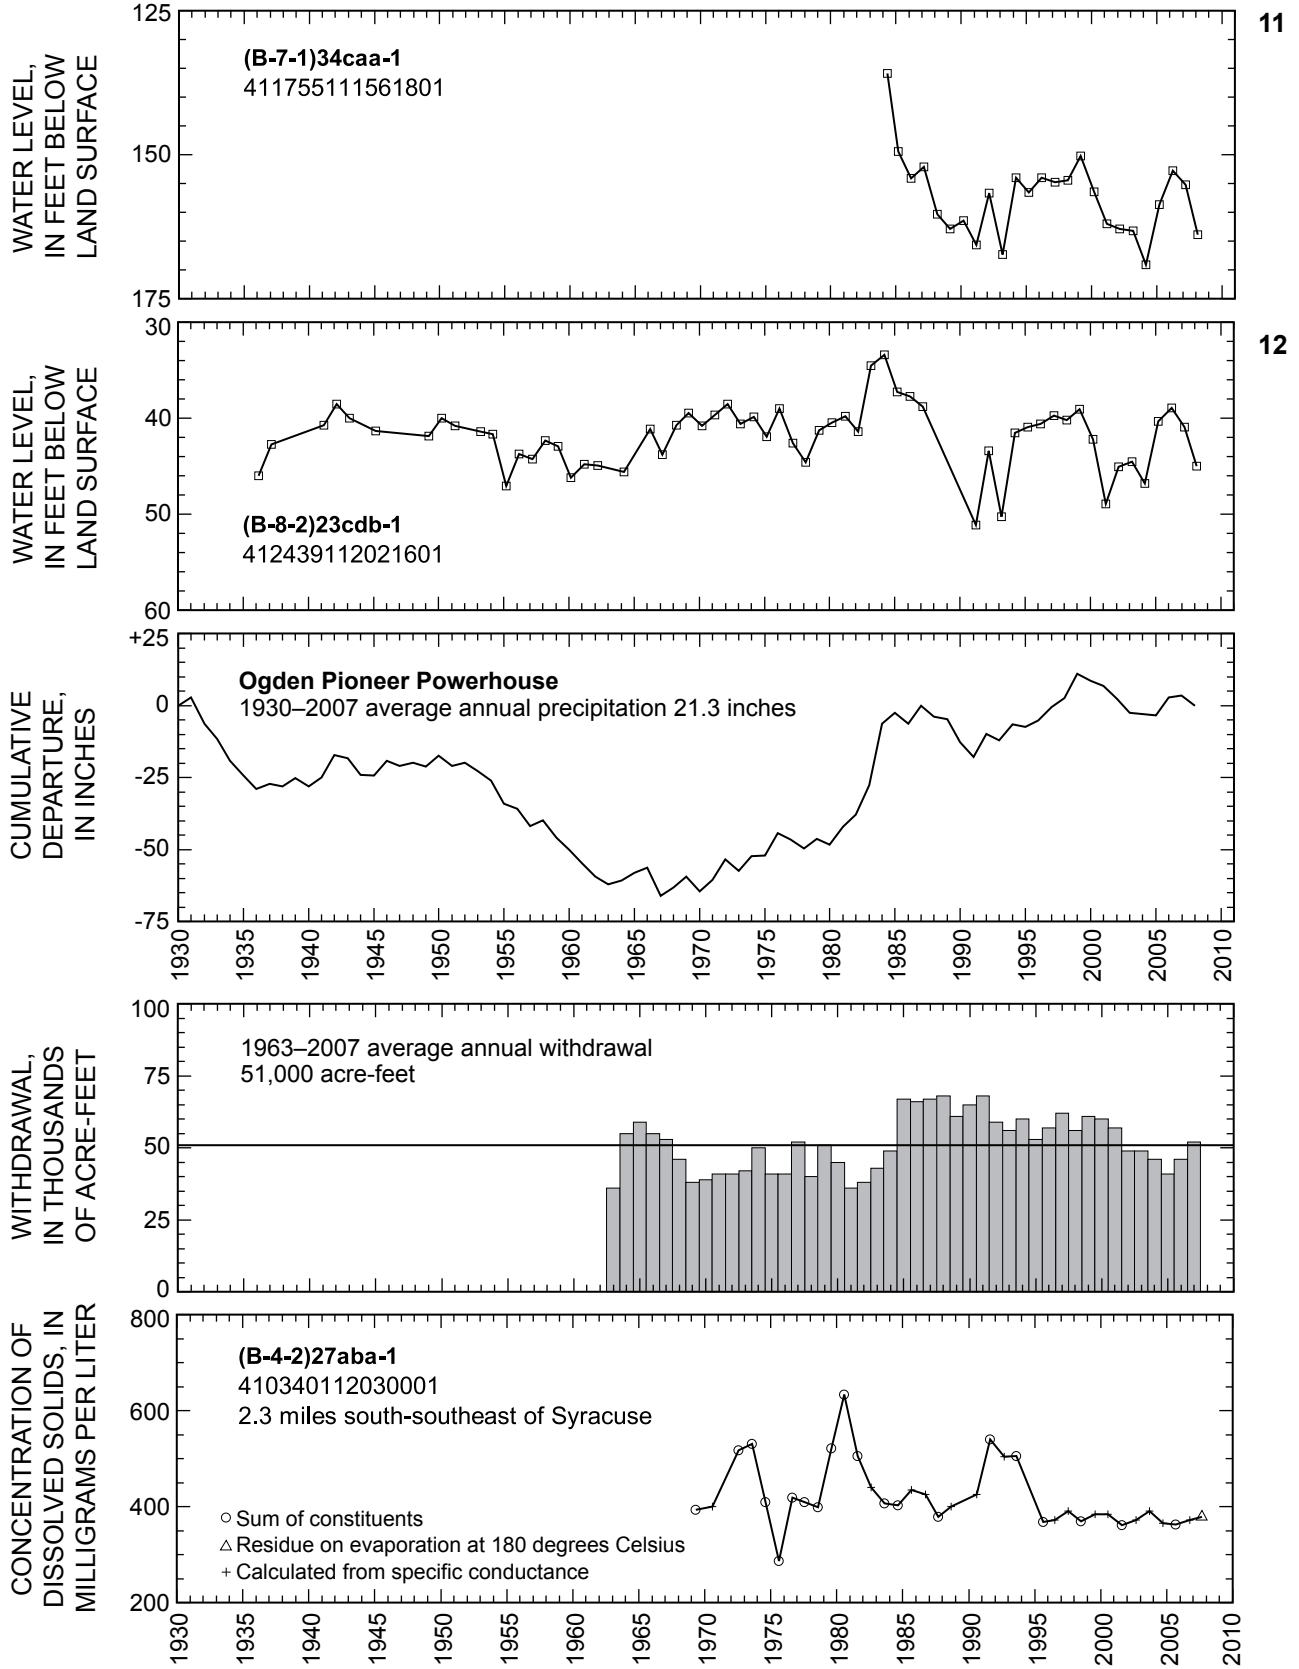 11
WATER LEVEL,
IN FEET BELOW
LAND SURFACE
125
150
175
(B-7-1)34caa-1
411755111561801
12
WATER LEVEL,
IN FEET BELOW
LAND SURFACE
30
40
50
60
(B-8-2)23cdb-1
412439112021601
CUMULATIVE
DEPARTURE,
IN INCHES
+25
0
-25
-50
-75
Ogden Pioneer Powerhouse
1930–2007 average annual precipitation 21.3 inches
1930
1935
1940
1945
1950
1955
1960
1965
1970
1975
1980
1985
1990
1995
2000
2005
2010
WITHDRAWAL,
IN THOUSANDS
OF ACRE-FEET
100
75
50
25
0
1963–2007 average annual withdrawal
51,000 acre-feet
CONCENTRATION OF
DISSOLVED SOLIDS, IN
MILLIGRAMS PER LITER
800
600
400
200
(B-4-2)27aba-1
410340112030001
2.3 miles south-southeast of Syracuse
Sum of constituents
Residue on evaporation at 180 degrees Celsius
Calculated from specific conductance
1930
1935
1940
1945
1950
1955
1960
1965
1970
1975
1980
1985
1990
1995
2000
2005
2010